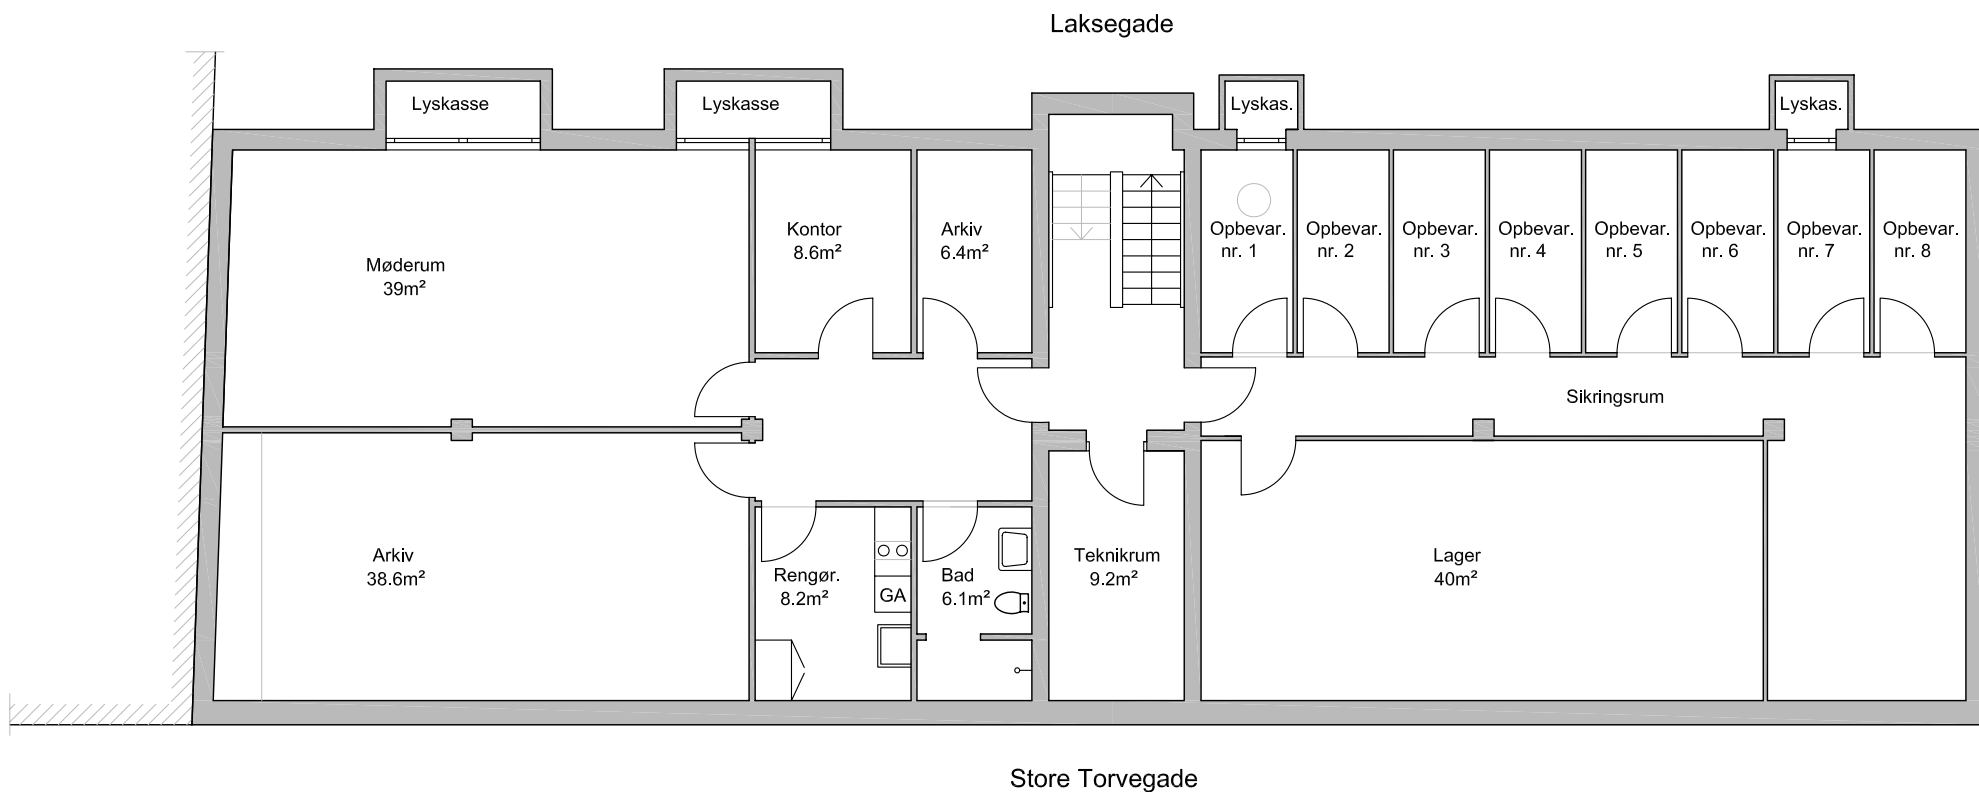 Laksegade
Lyskasse
Lyskasse
Lyskas.
Lyskas.
Møderum
39m²
Kontor
8.6m²
Arkiv
6.4m²
Opbevar.
nr. 1
Opbevar.
nr. 2
Opbevar.
nr. 3
Opbevar.
nr. 4
Opbevar.
nr. 5
Opbevar.
nr. 6
Opbevar.
nr. 7
Opbevar.
nr. 8
Sikringsrum
Arkiv
38.6m²
Rengør.
8.2m²
GA
Bad
6.1m²
Teknikrum
9.2m²
Lager
40m²
Store Torvegade